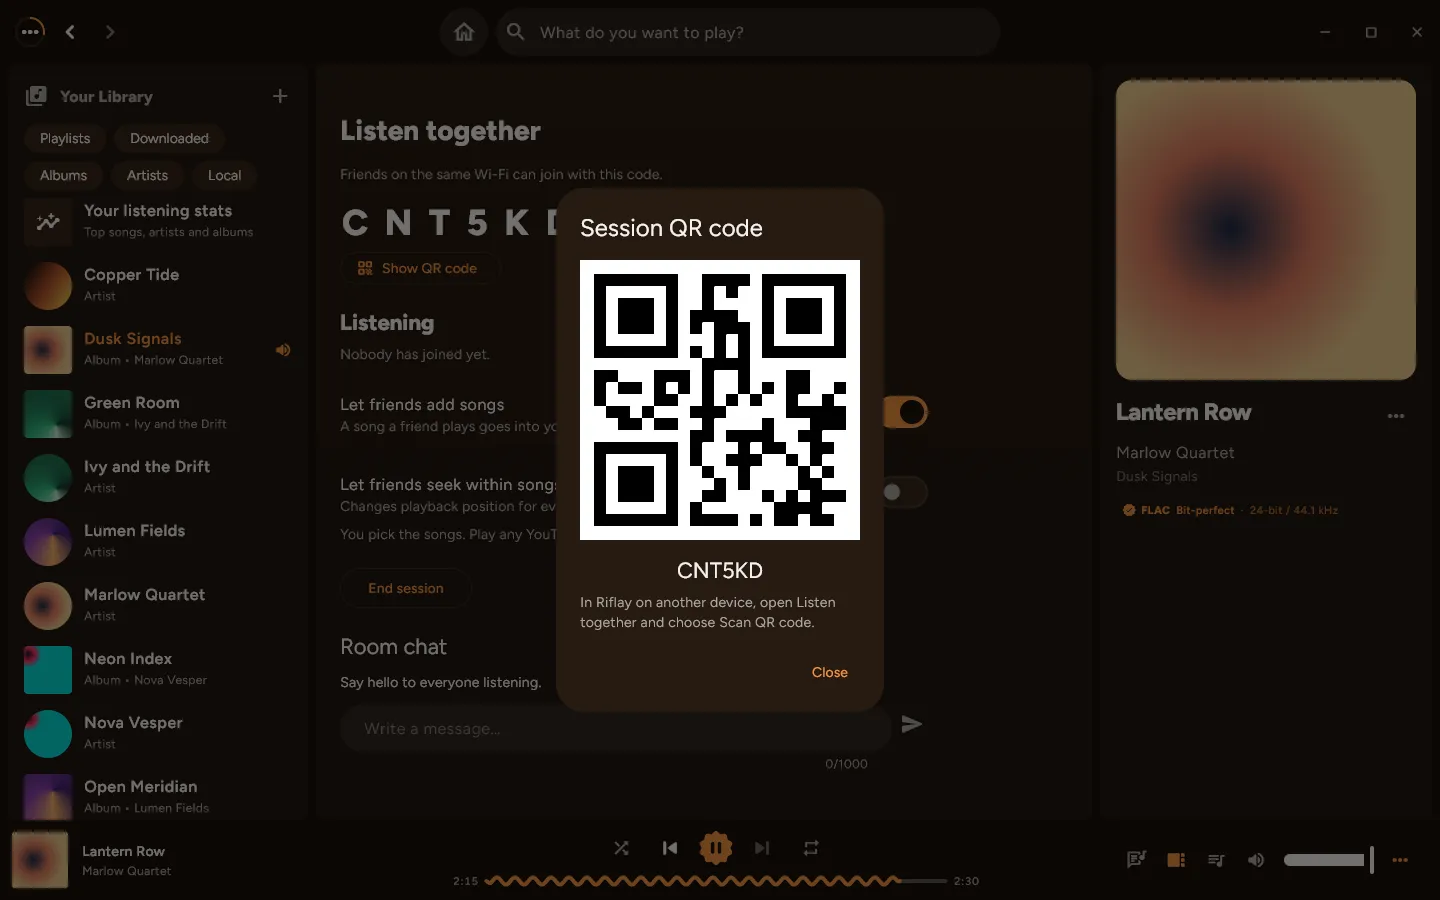 What do you want to play?
Your Library
Playlists
Downloaded
Albums
Artists
Local
Your listening stats
Top songs, artists and albums
Copper Tide
Artist
Dusk Signals
Album • Marlow Quartet
Green Room
Album • Ivy and the Drift
Ivy and the Drift
Artist
Lumen Fields
Artist
Marlow Quartet
Artist
Neon Index
Album • Nova Vesper
Nova Vesper
Artist
Open Meridian
Album • Lumen Fields
Listen together
Friends on the same Wi-Fi can join with this code.
CNT5K
Show QR code
Listening
Nobody has joined yet.
Let friends add songs
A song a friend plays goes into
Let friends seek within songs
Changes playback position for
You pick the songs. Play any
End session
Room chat
Say hello to everyone listening.
Write a message...
0/1000
Session QR code
CNT5KD
In Riflay on another device, open Listen
together and choose Scan QR code.
Close
Lantern Row
Marlow Quartet
Dusk Signals
FLAC Bit-perfect · 24-bit / 44.1 kHz
Lantern Row
Marlow Quartet
2:15
2:30